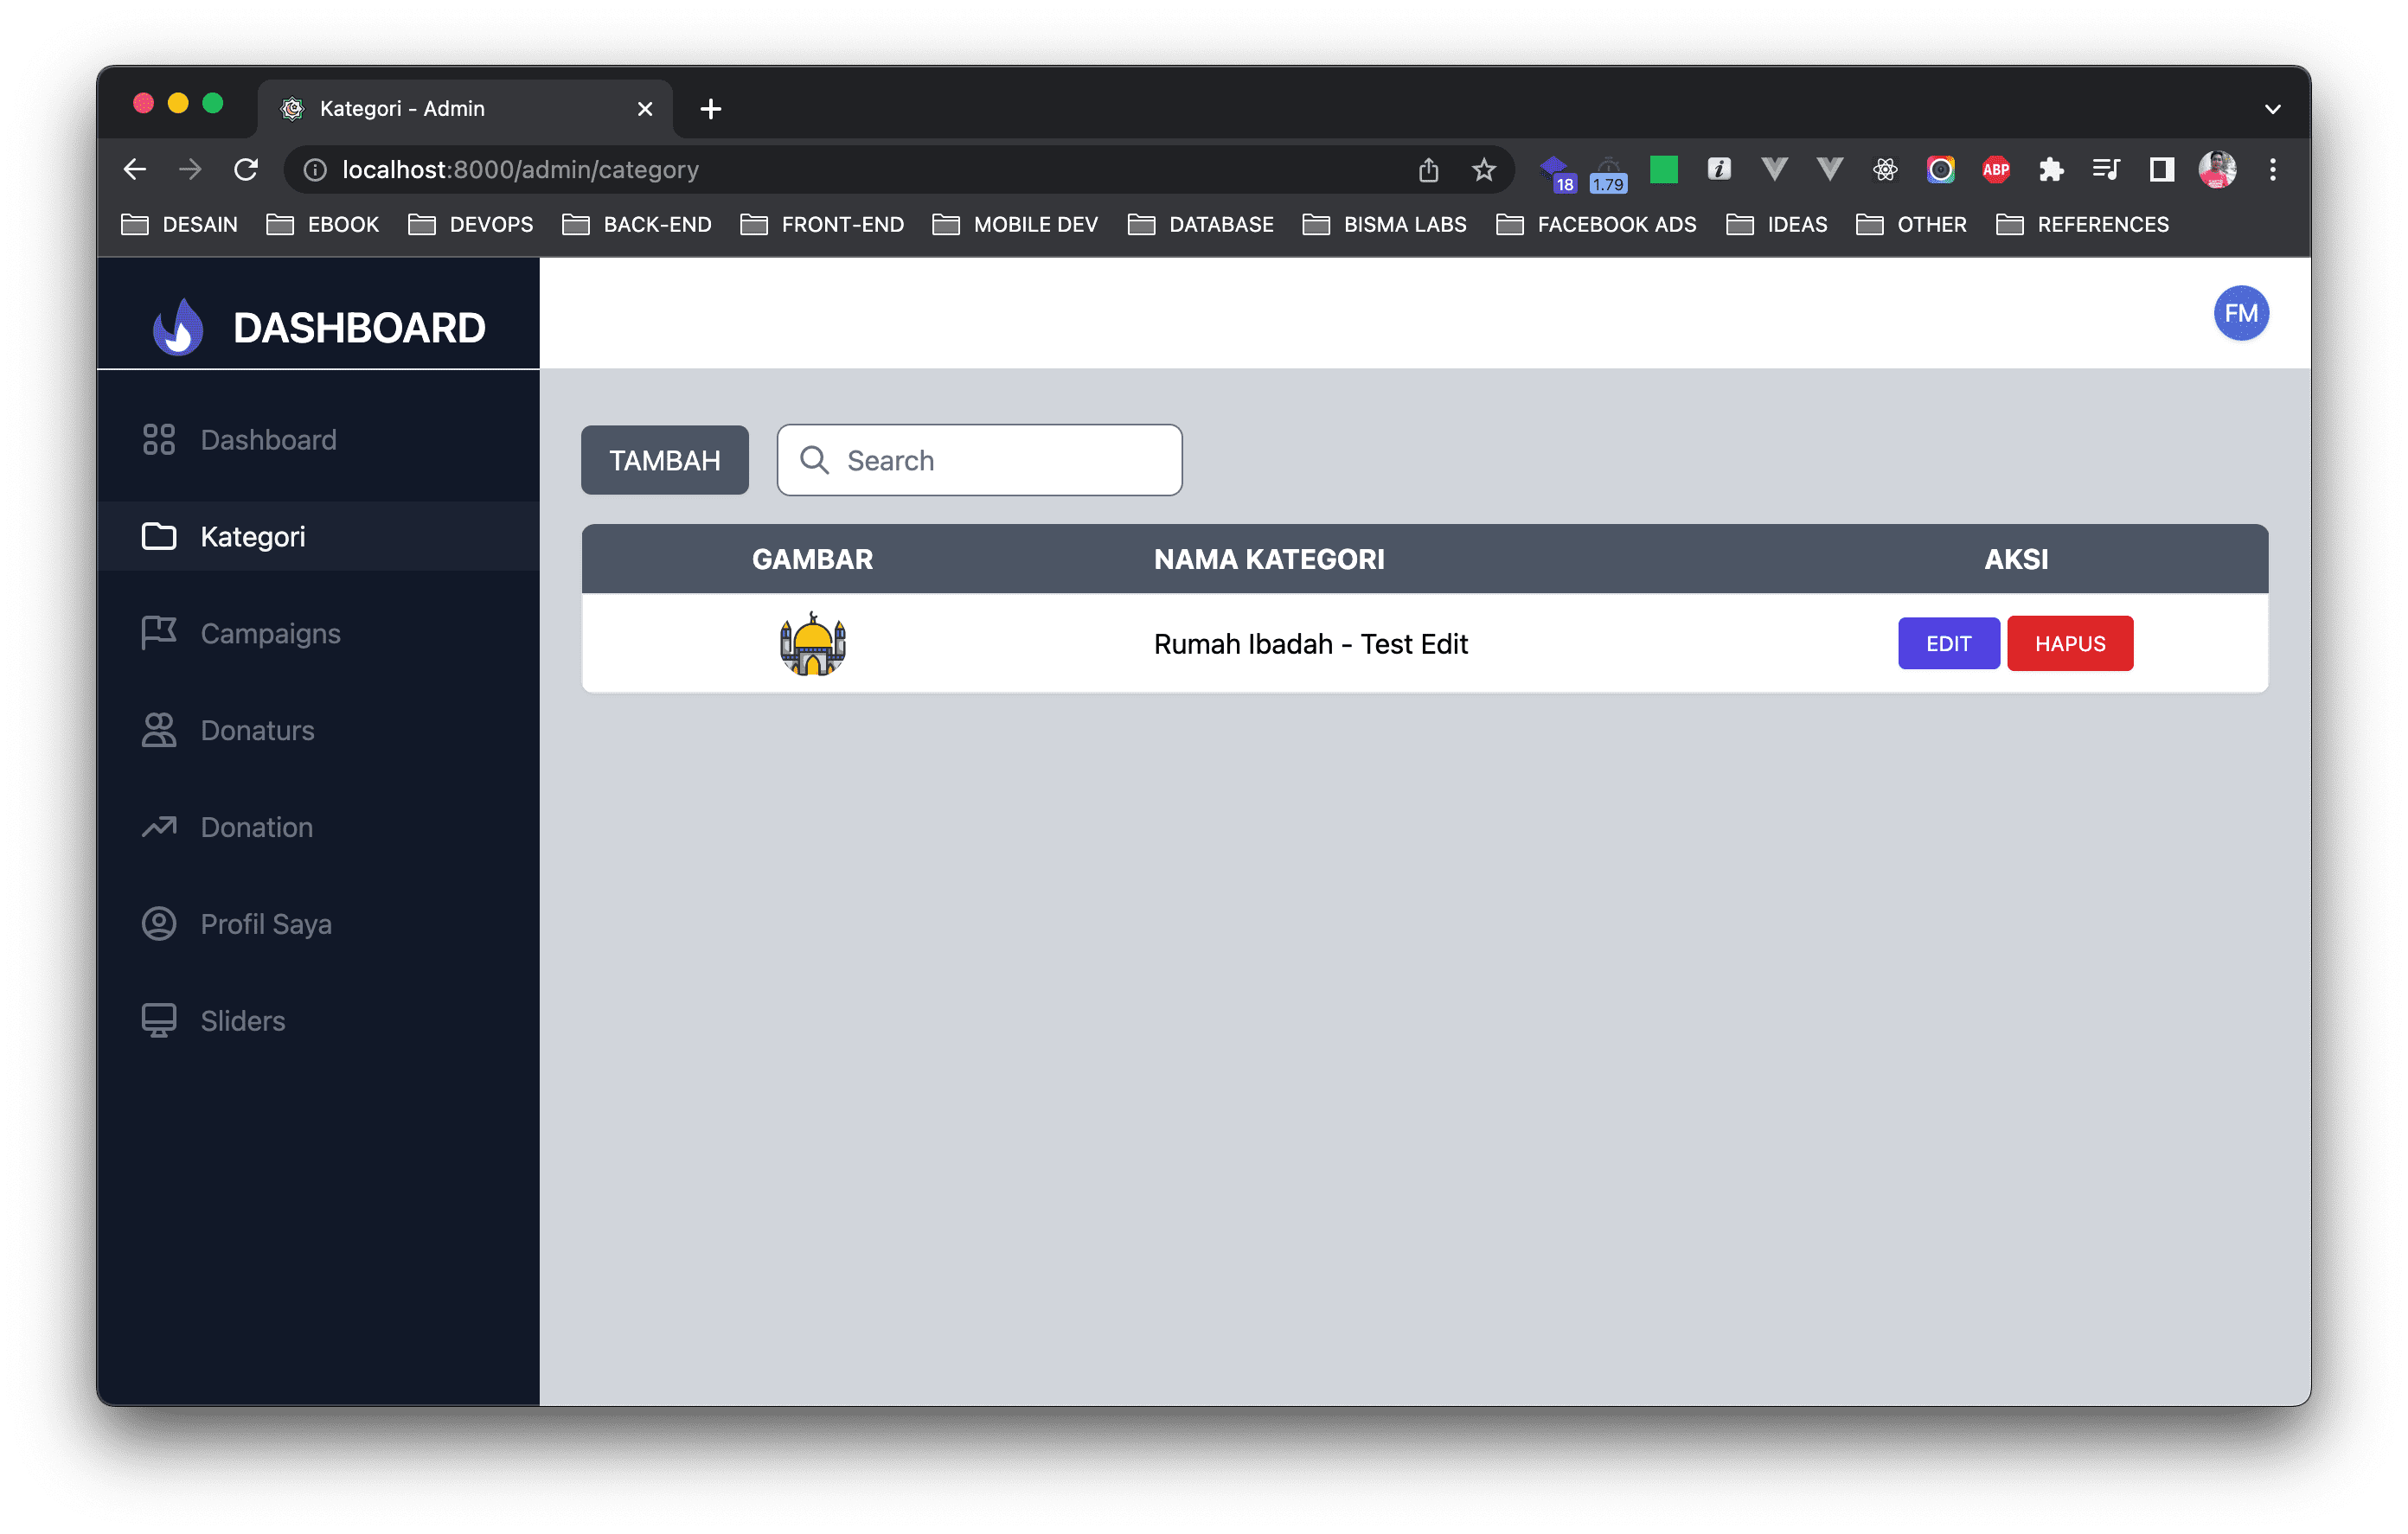 Kategori - Admin
localhost:8000/admin/category
18
1.79
ABP
DESAIN EBOOK DEVOPS BACK-END FRONT-END MOBILE DEV DATABASE BISMA LABS FACEBOOK ADS IDEAS OTHER REFERENCES
DASHBOARD
FM
Dashboard
Kategori
Campaigns
Donaturs
Donation
Profil Saya
Sliders
TAMBAH Search
GAMBAR NAMA KATEGORI AKSI
Rumah Ibadah - Test Edit EDIT HAPUS